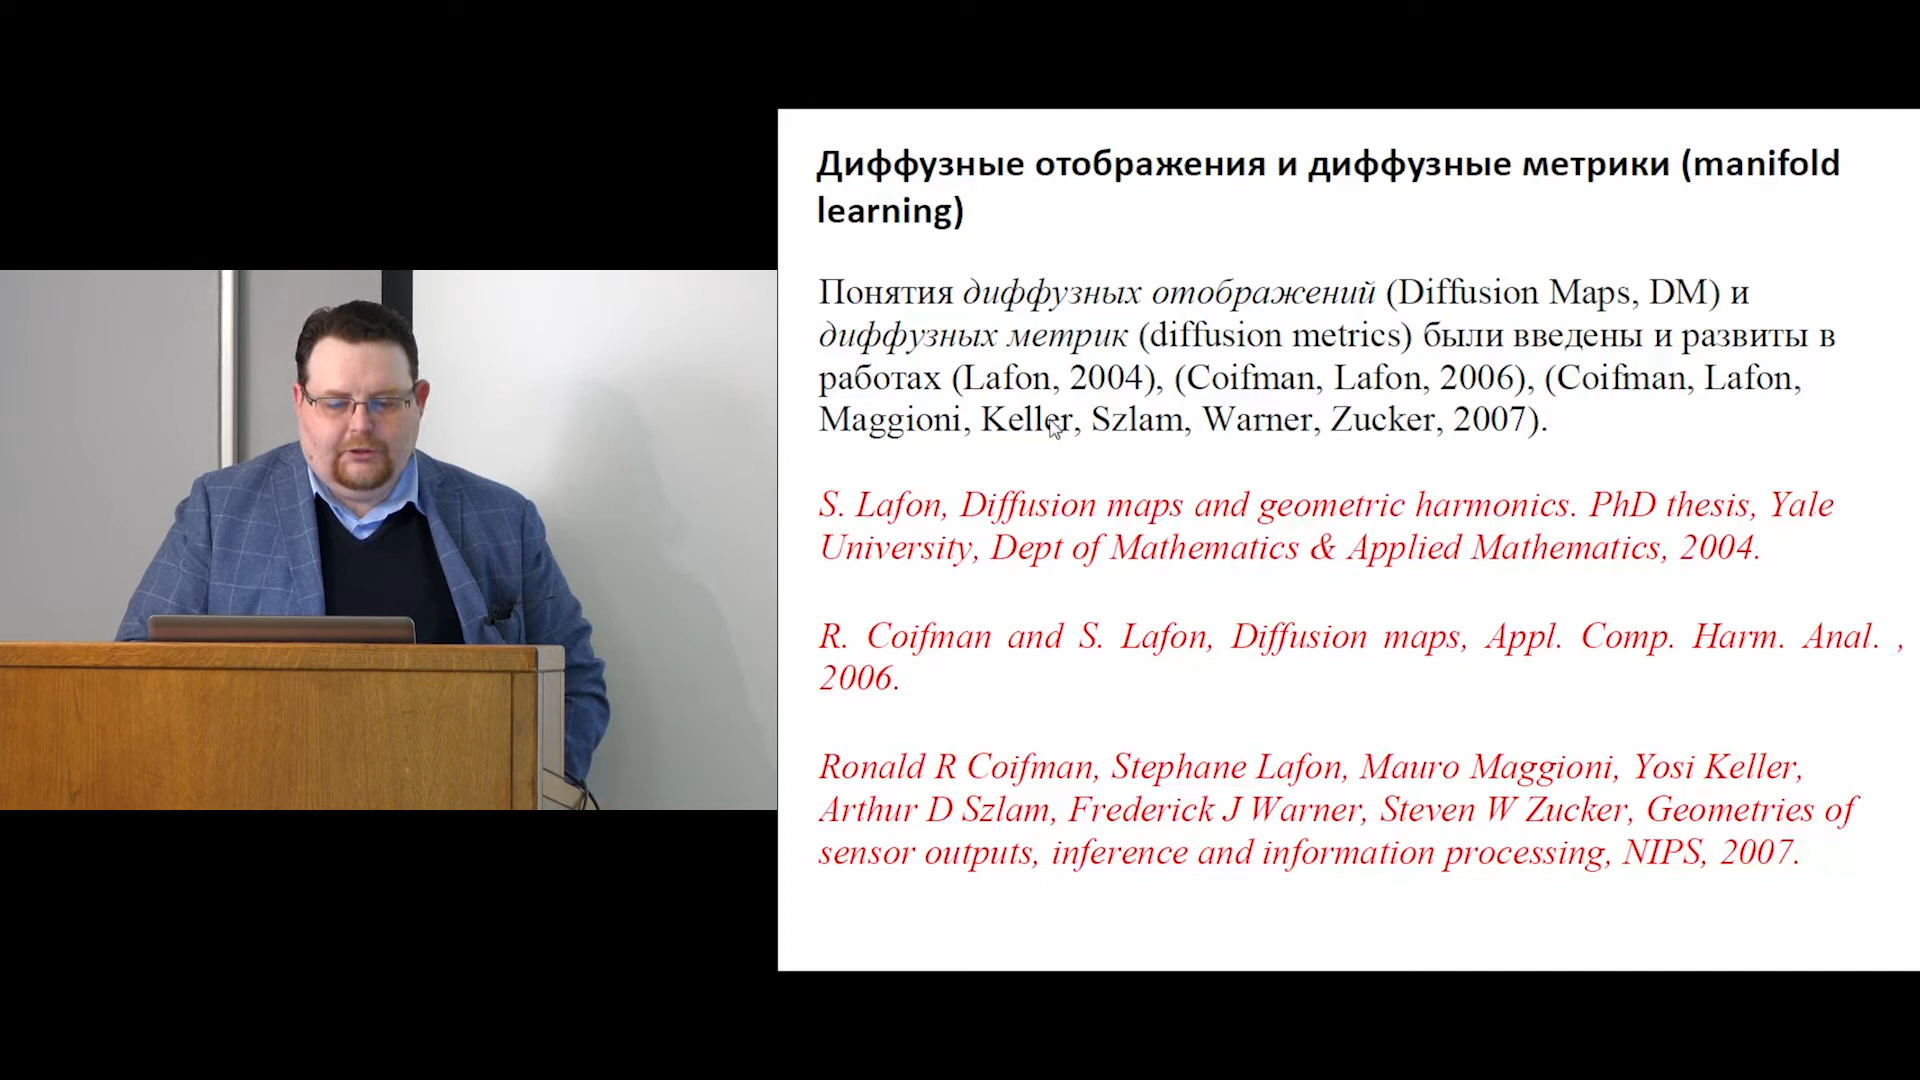 Диффузные отображения и диффузные метрики (manifold
learning)
Понятия диффузных отображений (Diffusion Maps, DM) и
диффузных метрик (diffusion metrics) были введены и развиты в
работах (Lafon, 2004), (Coifman, Lafon, 2006), (Coifman, Lafon,
Maggioni, Keller, Szlam, Warner, Zucker, 2007).
S. Lafon, Diffusion maps and geometric harmonics. PhD thesis, Yale
University, Dept of Mathematics & Applied Mathematics, 2004.
R. Coifman and S. Lafon, Diffusion maps, Appl. Comp. Harm. Anal. ,
2006.
Ronald R Coifman, Stephane Lafon, Mauro Maggioni, Yosi Keller,
Arthur D Szlam, Frederick J Warner, Steven W Zucker, Geometries of
sensor outputs, inference and information processing, NIPS, 2007.